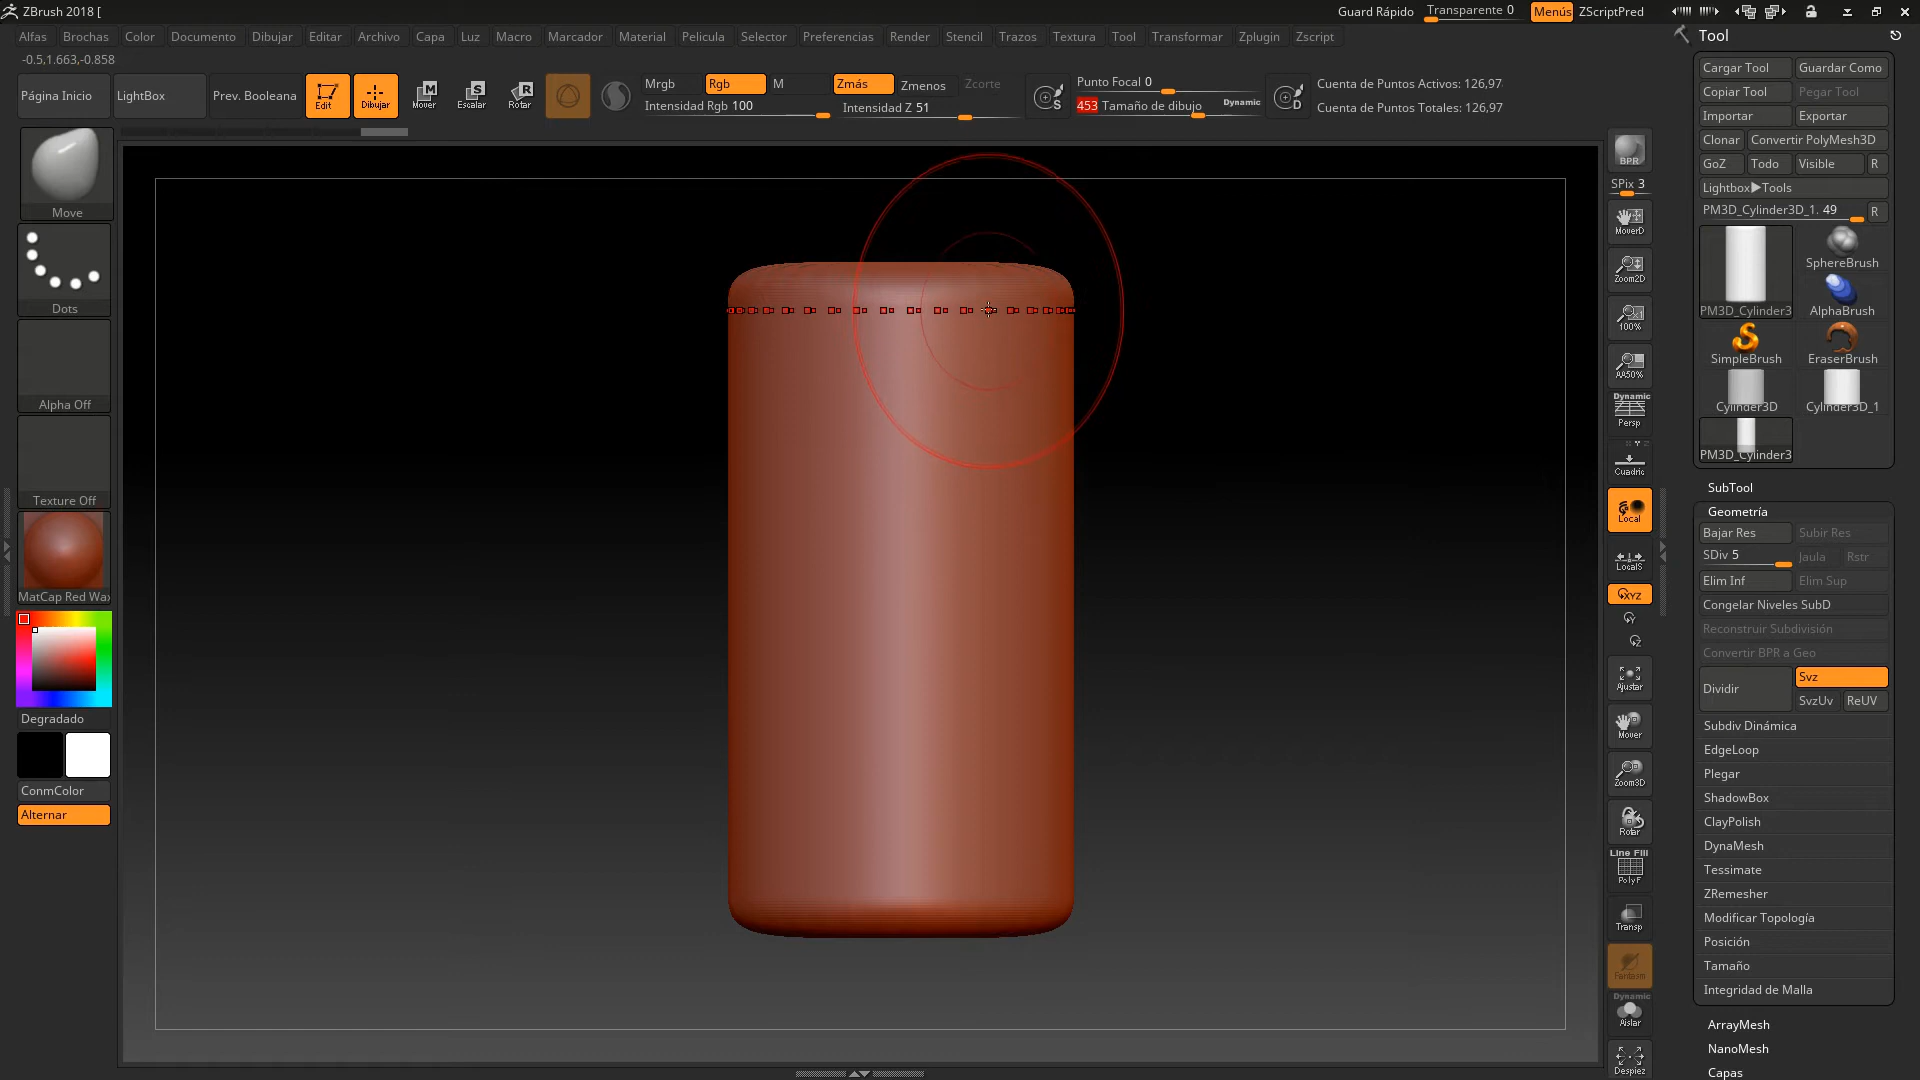 ZBrush 2018 [
Guard Rápido Transparente 0 Menús ZScriptPred
Alfas Brochas Color Documento Dibujar Editar Archivo Capa Luz Macro Marcador Material Pelicula Selector Preferencias Render Stencil Trazos Textura Tool Transformar Zplugin Zscript
-0.5,1.663,-0.858
Página Inicio LightBox Prev. Booleana Edit Dibujar Mover Escalar Rotar
Mrgb Rgb M Zmás Zmenos Zcorte
Intensidad Rgb 100 Intensidad Z 51
Punto Focal 0
453 Tamaño de dibujo Dynamic
Cuenta de Puntos Activos: 126,97
Cuenta de Puntos Totales: 126,97
Move
Dots
Alpha Off
Texture Off
MatCap Red Wax
Degradado
ConmColor
Alternar
BPR
SPix 3
MoverD
Zoom2D
100%
AA50%
Dynamic
Persp
Cuadric
Local
LocalS
XYZ
Y
Z
Ajustar
Mover
Zoom3D
Rotar
Line Fill
PolyF
Transp
Fantasm
Dynamic
Aislar
Despiez
Tool
Cargar Tool Guardar Como
Copiar Tool Pegar Tool
Importar Exportar
Clonar Convertir PolyMesh3D
GoZ Todo Visible R
Lightbox▶Tools
PM3D_Cylinder3D_1. 49 R
PM3D_Cylinder3 SphereBrush
AlphaBrush
SimpleBrush EraserBrush
Cylinder3D Cylinder3D_1
PM3D_Cylinder3
SubTool
Geometría
Bajar Res Subir Res
SDiv 5 Jaula Rstr
Elim Inf Elim Sup
Congelar Niveles SubD
Reconstruir Subdivisión
Convertir BPR a Geo
Dividir Svz
SvzUv ReUV
Subdiv Dinámica
EdgeLoop
Plegar
ShadowBox
ClayPolish
DynaMesh
Tessimate
ZRemesher
Modificar Topología
Posición
Tamaño
Integridad de Malla
ArrayMesh
NanoMesh
Capas